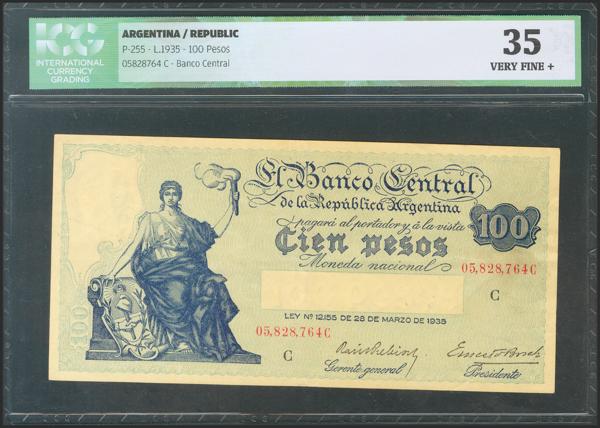 ICG
INTERNATIONAL
CURRENCY
GRADING
ARGENTINA / REPUBLIC
P-255 - L.1935 - 100 Pesos
05828764 C - Banco Central
35
VERY FINE +
El Banco Central
de la República Argentina
pagará al portador y á la vista
100
Cien pesos
Moneda nacional
05,828,764C
C
LEY Nº 12.155 DE 28 DE MARZO DE 1935
05,828,764C
C
Gerente general
Presidente
100